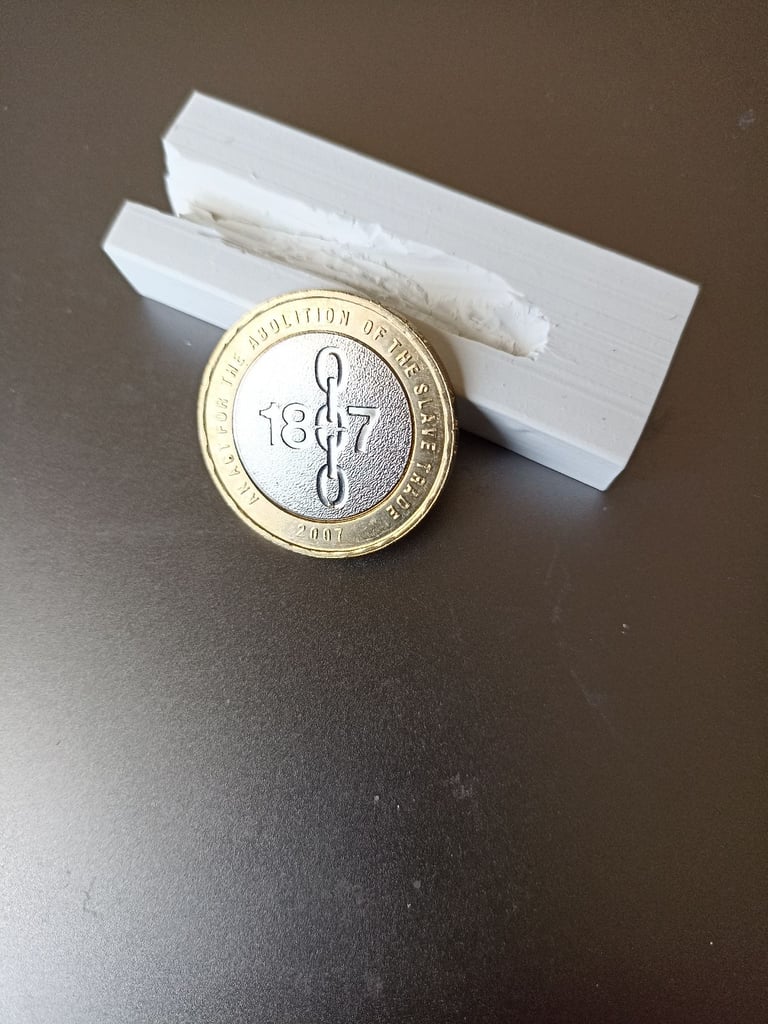 AN ACT FOR THE ABOLITION OF THE SLAVE TRADE
1807
2007